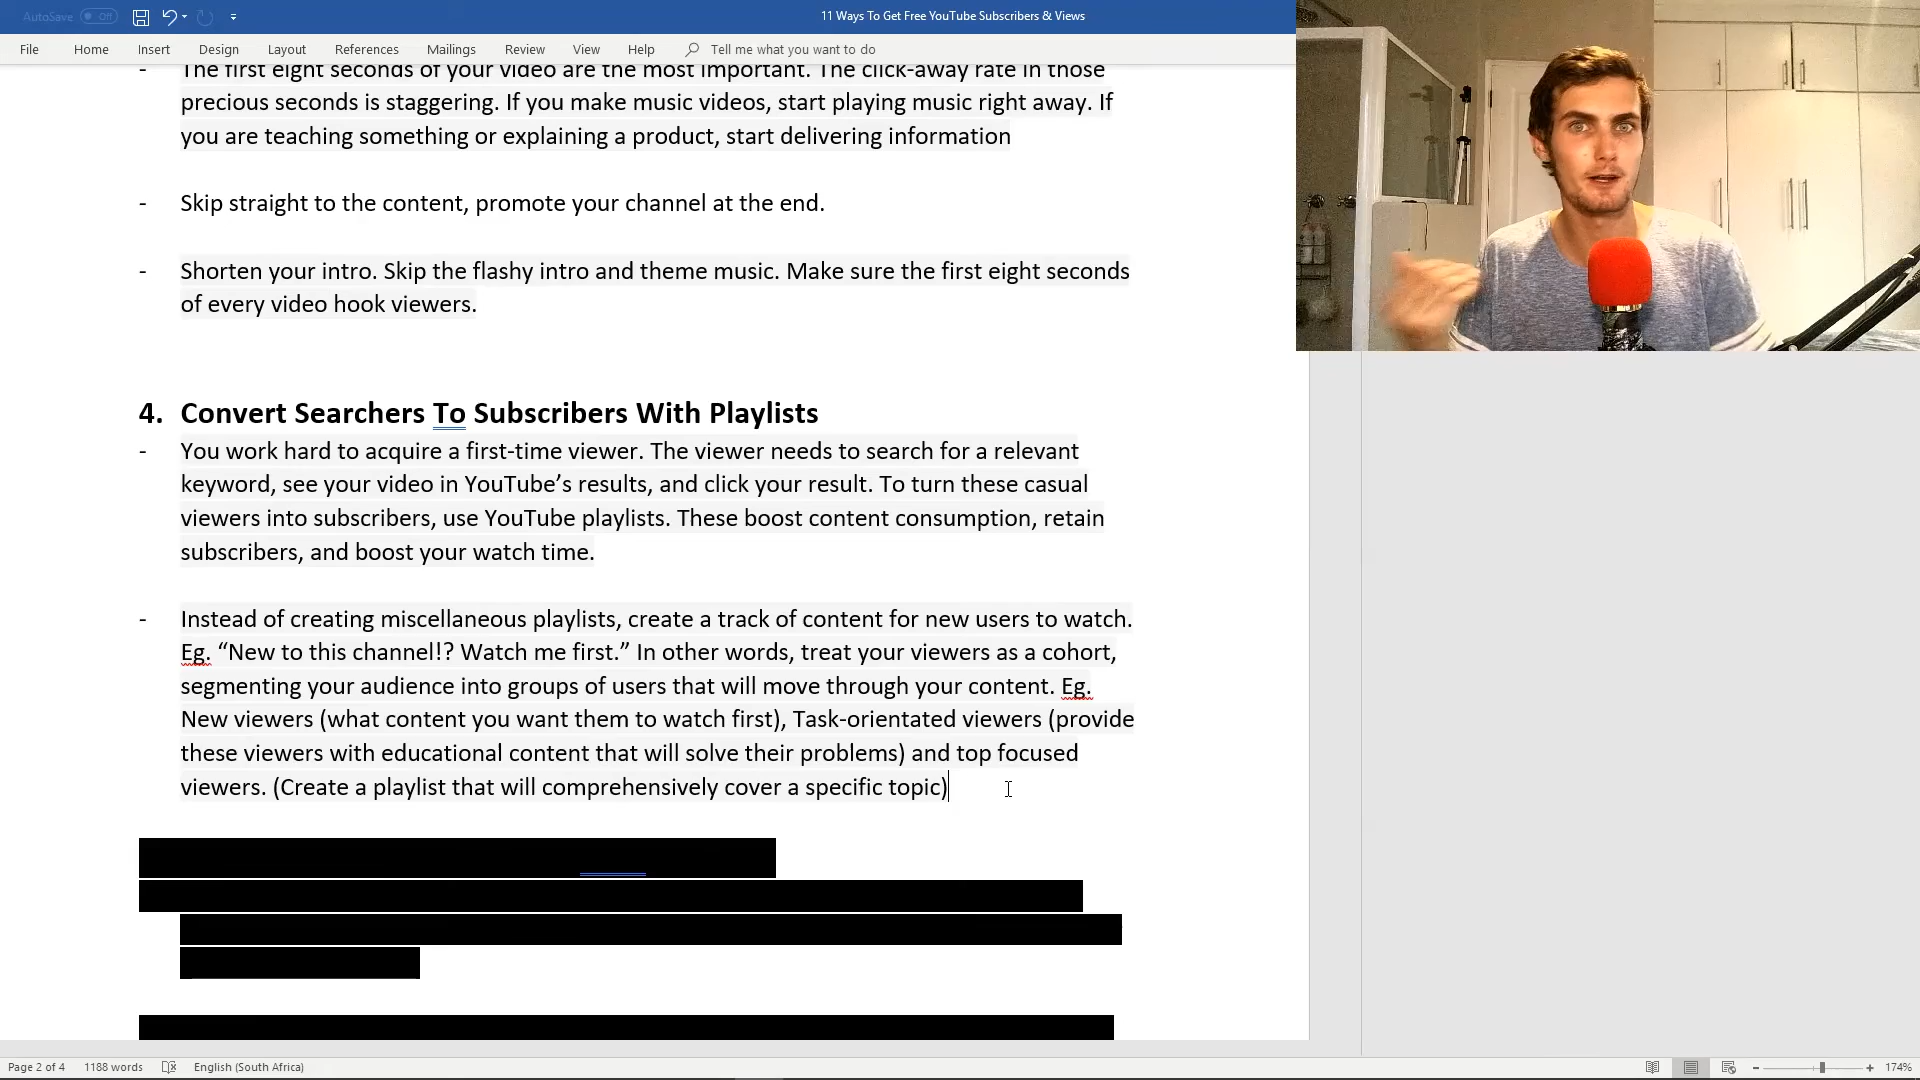 AutoSave Off
11 Ways To Get Free YouTube Subscribers & Views
File Home Insert Design Layout References Mailings Review View Help Tell me what you want to do
- The first eight seconds of your video are the most important. The click-away rate in those
precious seconds is staggering. If you make music videos, start playing music right away. If
you are teaching something or explaining a product, start delivering information
- Skip straight to the content, promote your channel at the end.
- Shorten your intro. Skip the flashy intro and theme music. Make sure the first eight seconds
of every video hook viewers.
4. Convert Searchers To Subscribers With Playlists
- You work hard to acquire a first-time viewer. The viewer needs to search for a relevant
keyword, see your video in YouTube’s results, and click your result. To turn these casual
viewers into subscribers, use YouTube playlists. These boost content consumption, retain
subscribers, and boost your watch time.
- Instead of creating miscellaneous playlists, create a track of content for new users to watch.
Eg. “New to this channel!? Watch me first.” In other words, treat your viewers as a cohort,
segmenting your audience into groups of users that will move through your content. Eg.
New viewers (what content you want them to watch first), Task-orientated viewers (provide
these viewers with educational content that will solve their problems) and top focused
viewers. (Create a playlist that will comprehensively cover a specific topic)
Page 2 of 4 1188 words English (South Africa) 174%